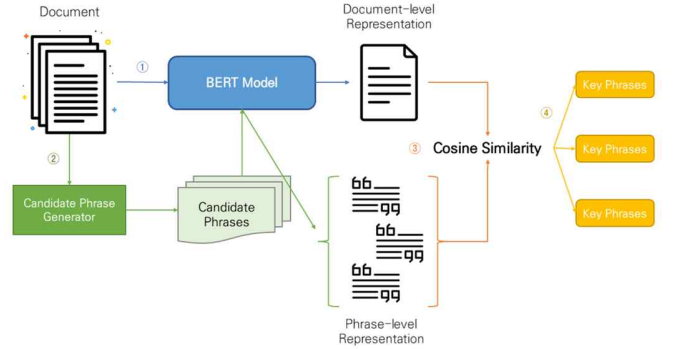 Document
Document-level
Representation
①
BERT Model
④
Key Phrases
②
③
Cosine Similarity
Key Phrases
Candidate Phrase
Generator
Candidate
Phrases
Key Phrases
Phrase-level
Representation